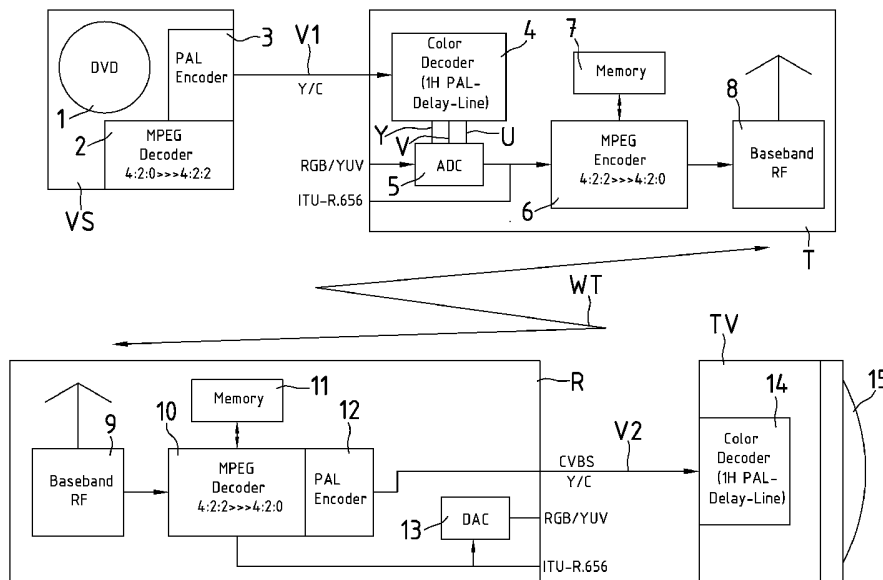 DVD
1
2
PAL
Encoder
3
MPEG
Decoder
4:2:0>>>4:2:2
VS
V1
Y/C
Color
Decoder
(1H PAL-
Delay-Line)
4
Y
V
U
RGB/YUV
ITU-R.656
ADC
5
7
Memory
MPEG
Encoder
4:2:2>>>4:2:0
6
8
Baseband
RF
T
WT
9
Baseband
RF
10
Memory
11
MPEG
Decoder
4:2:2>>>4:2:0
12
PAL
Encoder
R
13
DAC
RGB/YUV
ITU-R.656
CVBS
Y/C
V2
TV
14
Color
Decoder
(1H PAL-
Delay-Line)
15